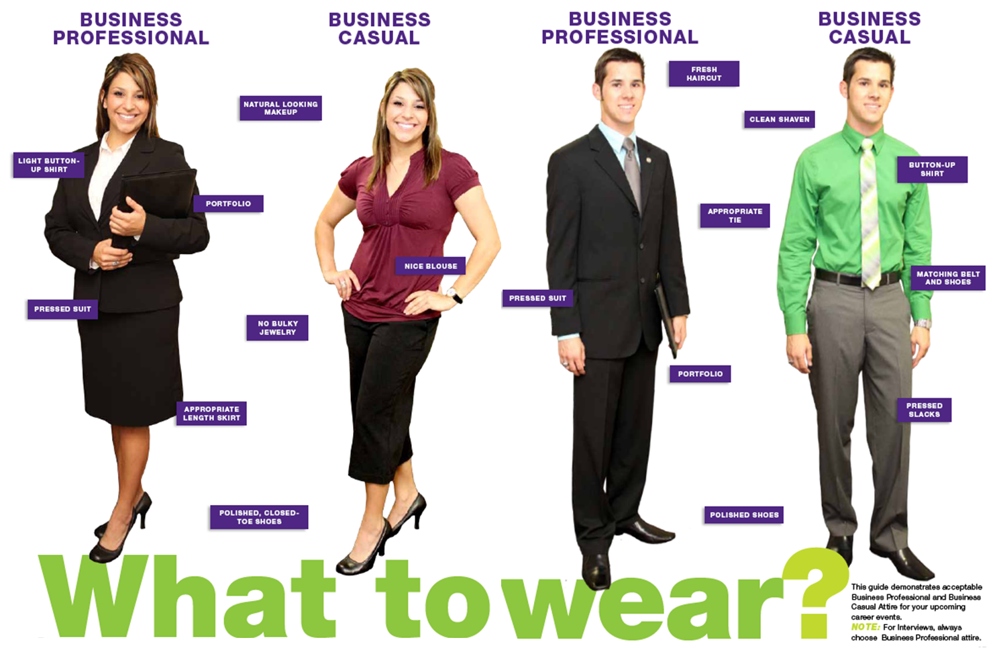 BUSINESS
PROFESSIONAL
BUSINESS
CASUAL
BUSINESS
PROFESSIONAL
BUSINESS
CASUAL
FRESH
HAIRCUT
NATURAL LOOKING
MAKEUP
CLEAN SHAVEN
LIGHT BUTTON-
UP SHIRT
BUTTON-UP
SHIRT
PORTFOLIO
APPROPRIATE
TIE
NICE BLOUSE
MATCHING BELT
AND SHOES
PRESSED SUIT
PRESSED SUIT
NO BULKY
JEWELRY
PORTFOLIO
APPROPRIATE
LENGTH SKIRT
PRESSED
SLACKS
POLISHED, CLOSED-
TOE SHOES
POLISHED SHOES
What to wear?
This guide demonstrates acceptable
Business Professional and Business
Casual Attire for your upcoming
career events.
NOTE: For Interviews, always
choose Business Professional attire.